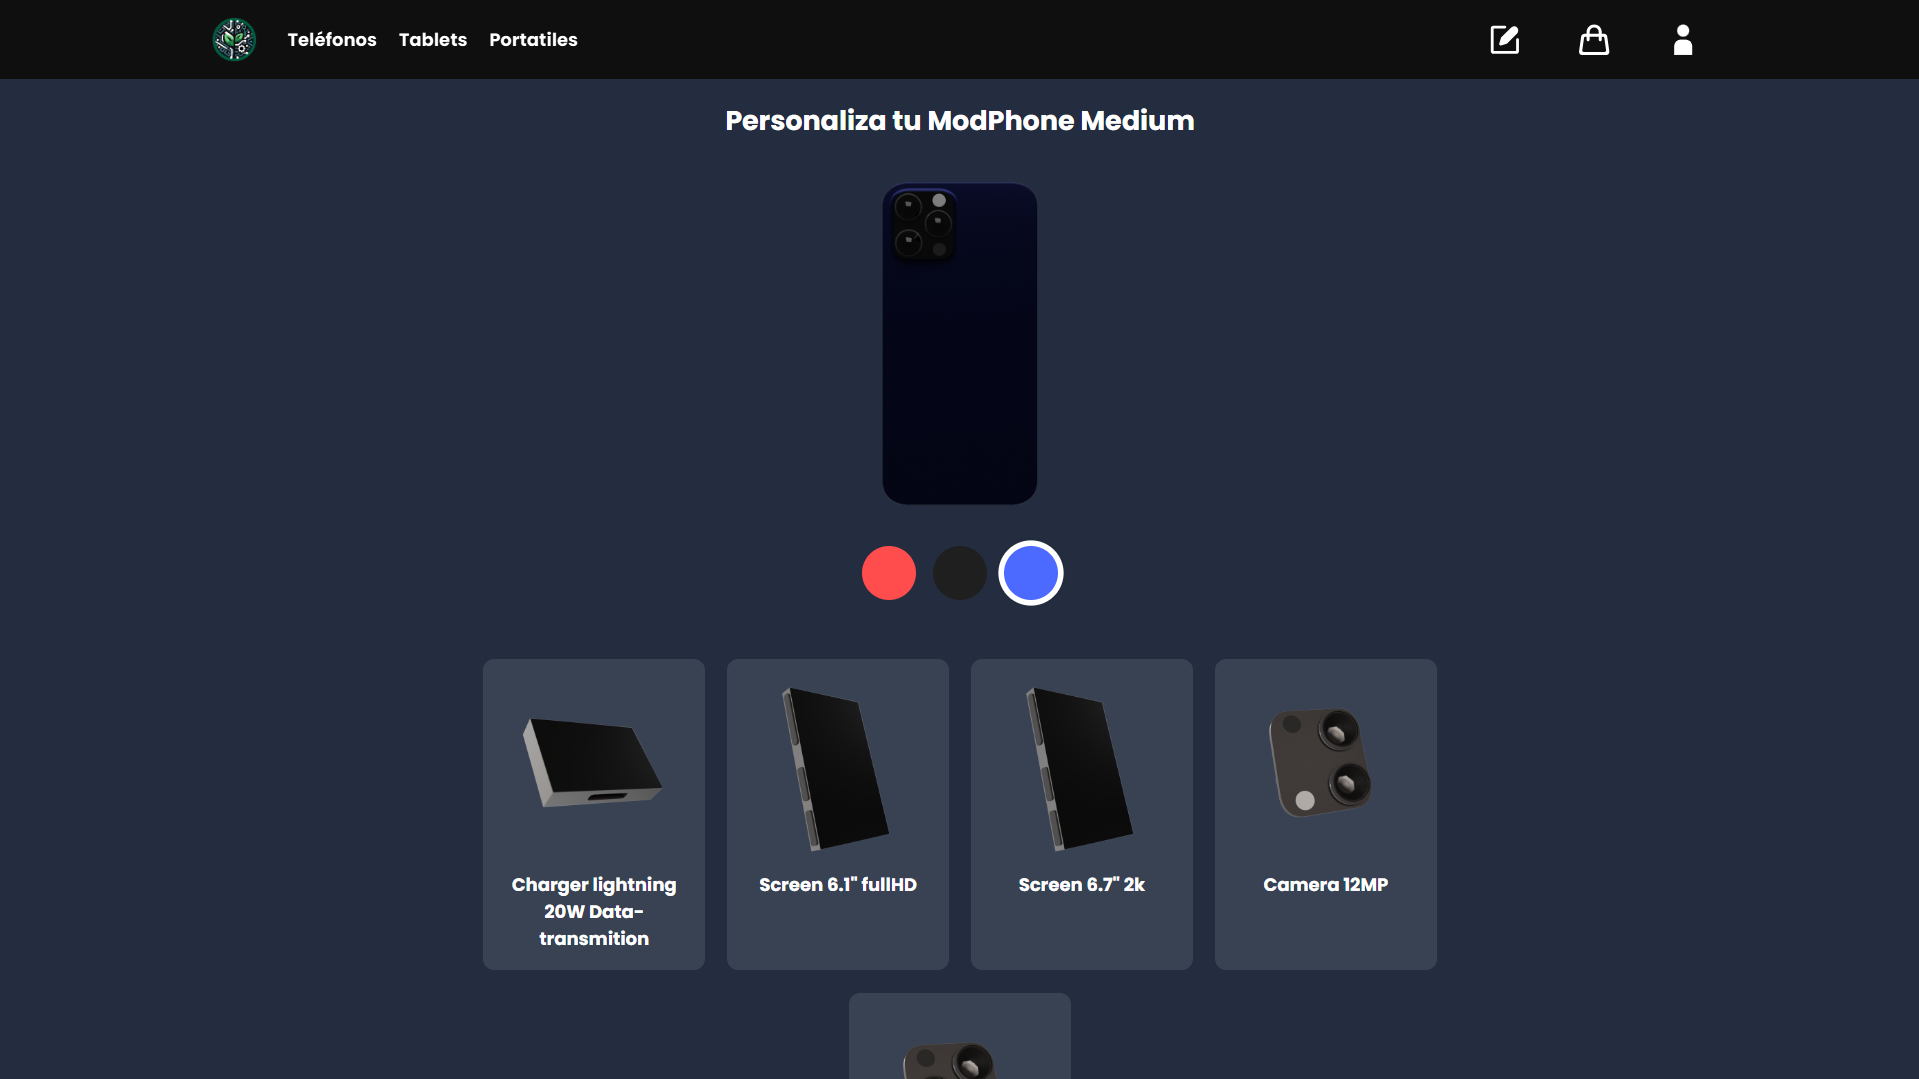 Teléfonos Tablets Portatiles
Personaliza tu ModPhone Medium
Charger lightning
20W Data-
transmition
Screen 6.1" fullHD
Screen 6.7" 2k
Camera 12MP